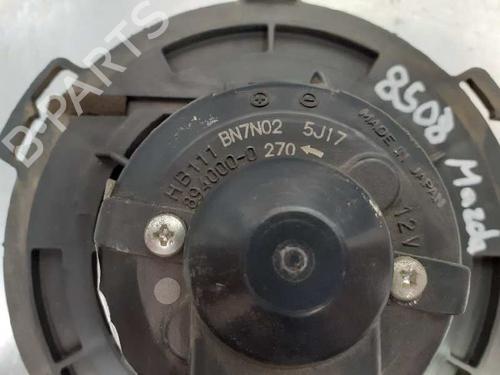 B-PARTS
8508 Mazda
HB111 BN7N02 5J17
894000-0 270 ←
MADE IN JAPAN
12V